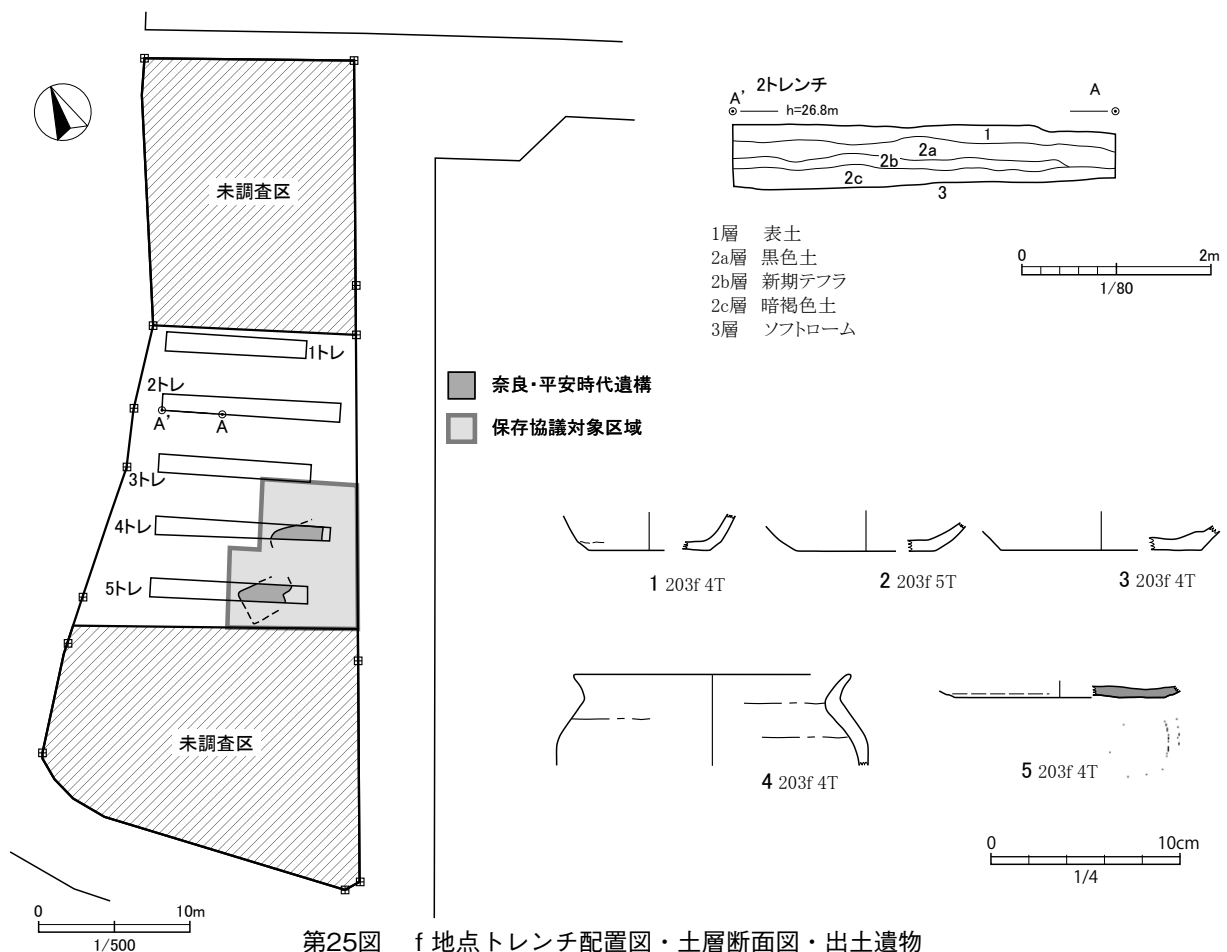 未調査区
1トレ
2トレ
A'
A
3トレ
4トレ
5トレ
未調査区
0 10m
1/500
2トレンチ
A' A
h=26.8m
1
2a
2b
2c
3
1層 表土
2a層 黒色土
2b層 新期テフラ
2c層 暗褐色土
3層 ソフトローム
0 2m
1/80
奈良・平安時代遺構
保存協議対象区域
1 203f 4T
2 203f 5T
3 203f 4T
4 203f 4T
5 203f 4T
0 10cm
1/4
第25図 f 地点トレンチ配置図・土層断面図・出土遺物